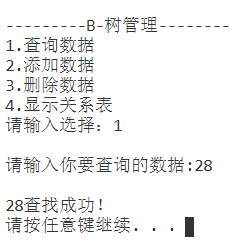 ---------B-树管理--------
1.查询数据
2.添加数据
3.删除数据
4.显示关系表
请输入选择：1
请输入你要查询的数据:28
28查找成功！
请按任意键继续. . .